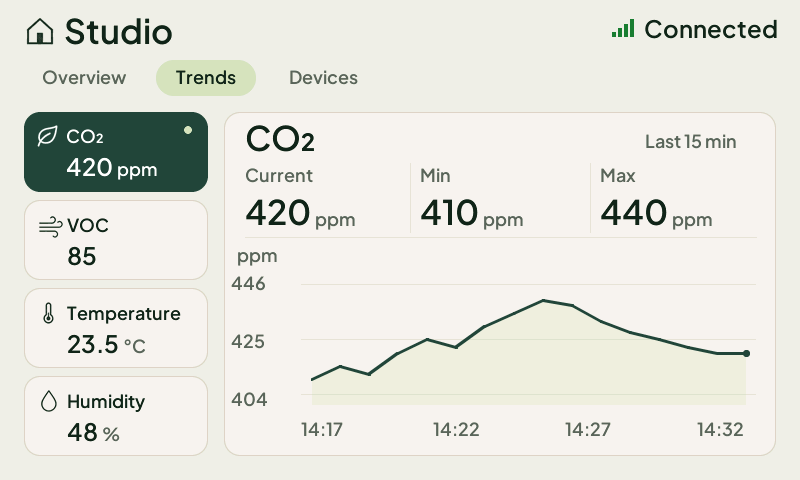 Studio
Connected
Overview
Trends
Devices
CO₂
420 ppm
VOC
85
Temperature
23.5 °C
Humidity
48 %
CO₂
Last 15 min
Current
Min
Max
420 ppm
410 ppm
440 ppm
ppm
446
425
404
14:17
14:22
14:27
14:32